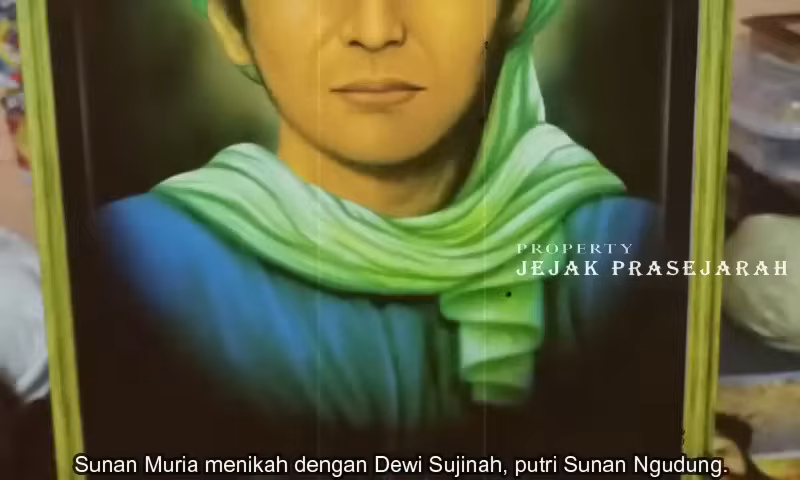 PROPERTY
JEJAK PRASEJARAH
Sunan Muria menikah dengan Dewi Sujinah, putri Sunan Ngudung.